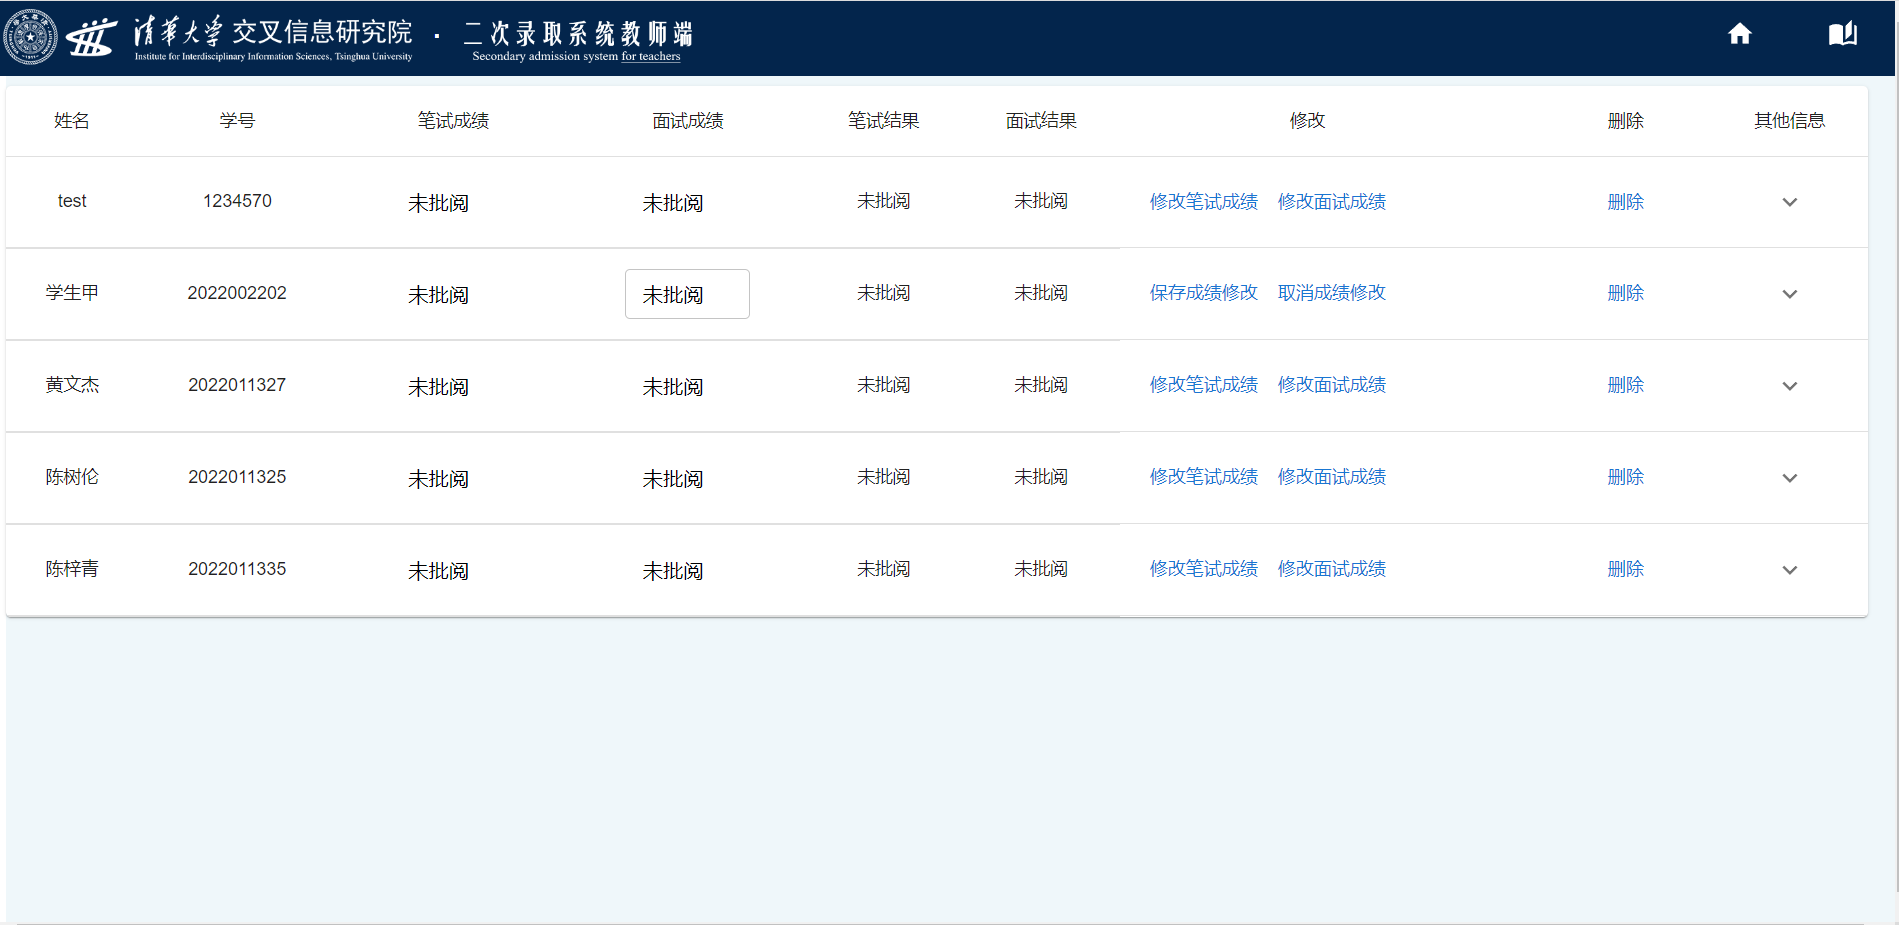 清华大学 交叉信息研究院 · 二次录取系统教师端
Institute for Interdisciplinary Information Sciences, Tsinghua University Secondary admission system for teachers
姓名 学号 笔试成绩 面试成绩 笔试结果 面试结果 修改 删除 其他信息
test 1234570 未批阅 未批阅 未批阅 未批阅 修改笔试成绩 修改面试成绩 删除
学生甲 2022002202 未批阅 未批阅 未批阅 未批阅 保存成绩修改 取消成绩修改 删除
黄文杰 2022011327 未批阅 未批阅 未批阅 未批阅 修改笔试成绩 修改面试成绩 删除
陈树伦 2022011325 未批阅 未批阅 未批阅 未批阅 修改笔试成绩 修改面试成绩 删除
陈梓青 2022011335 未批阅 未批阅 未批阅 未批阅 修改笔试成绩 修改面试成绩 删除